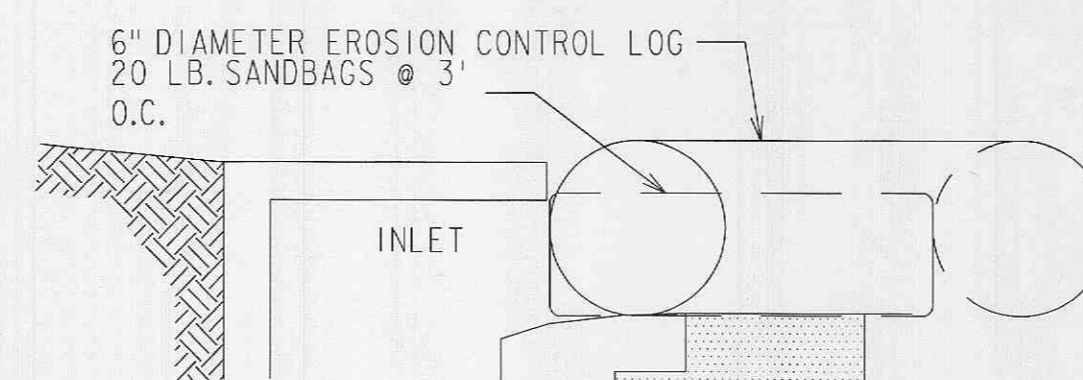 6" DIAMETER EROSION CONTROL LOG
20 LB. SANDBAGS @ 3'
O.C.
INLET